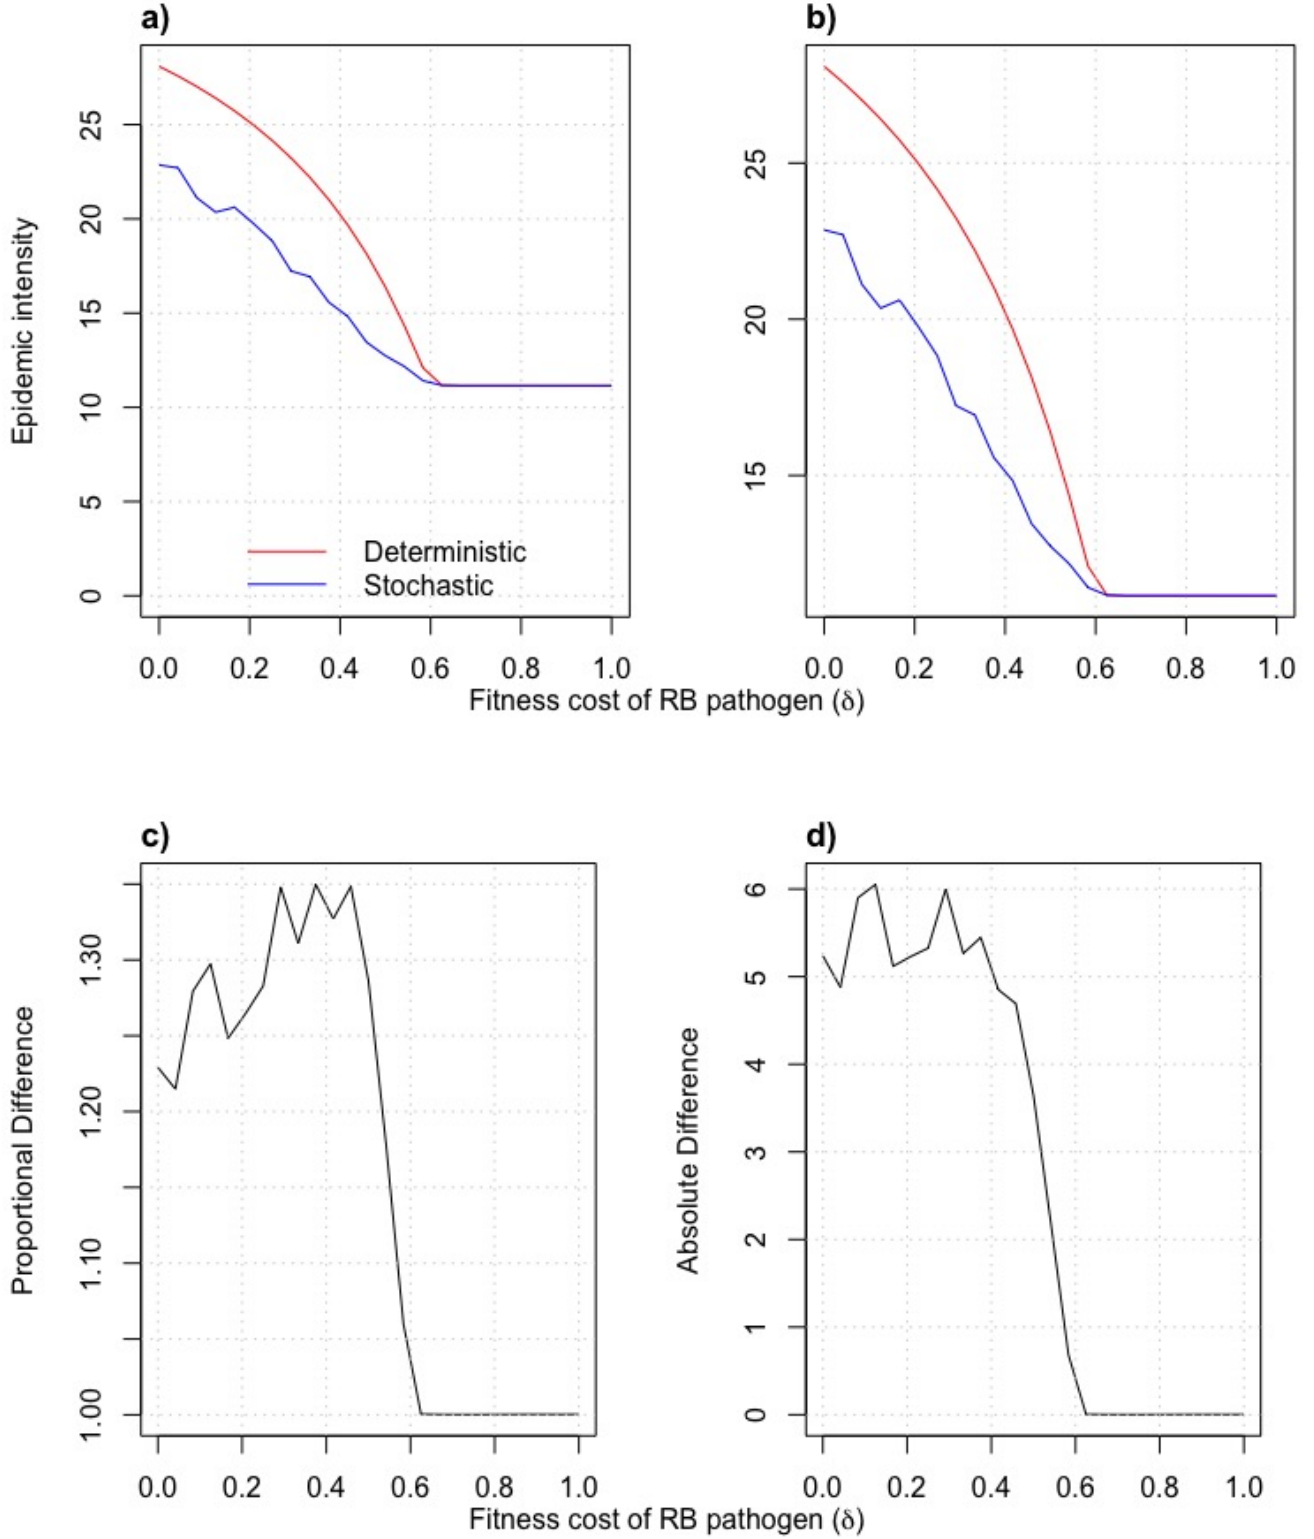 a)
b)
Epidemic intensity
0
5
10
15
20
25
Deterministic
Stochastic
0.0 0.2 0.4 0.6 0.8 1.0
15
20
25
0.0 0.2 0.4 0.6 0.8 1.0
Fitness cost of RB pathogen (δ)
c)
d)
Proportional Difference
1.00
1.10
1.20
1.30
0.0 0.2 0.4 0.6 0.8 1.0
Absolute Difference
0
1
2
3
4
5
6
0.0 0.2 0.4 0.6 0.8 1.0
Fitness cost of RB pathogen (δ)